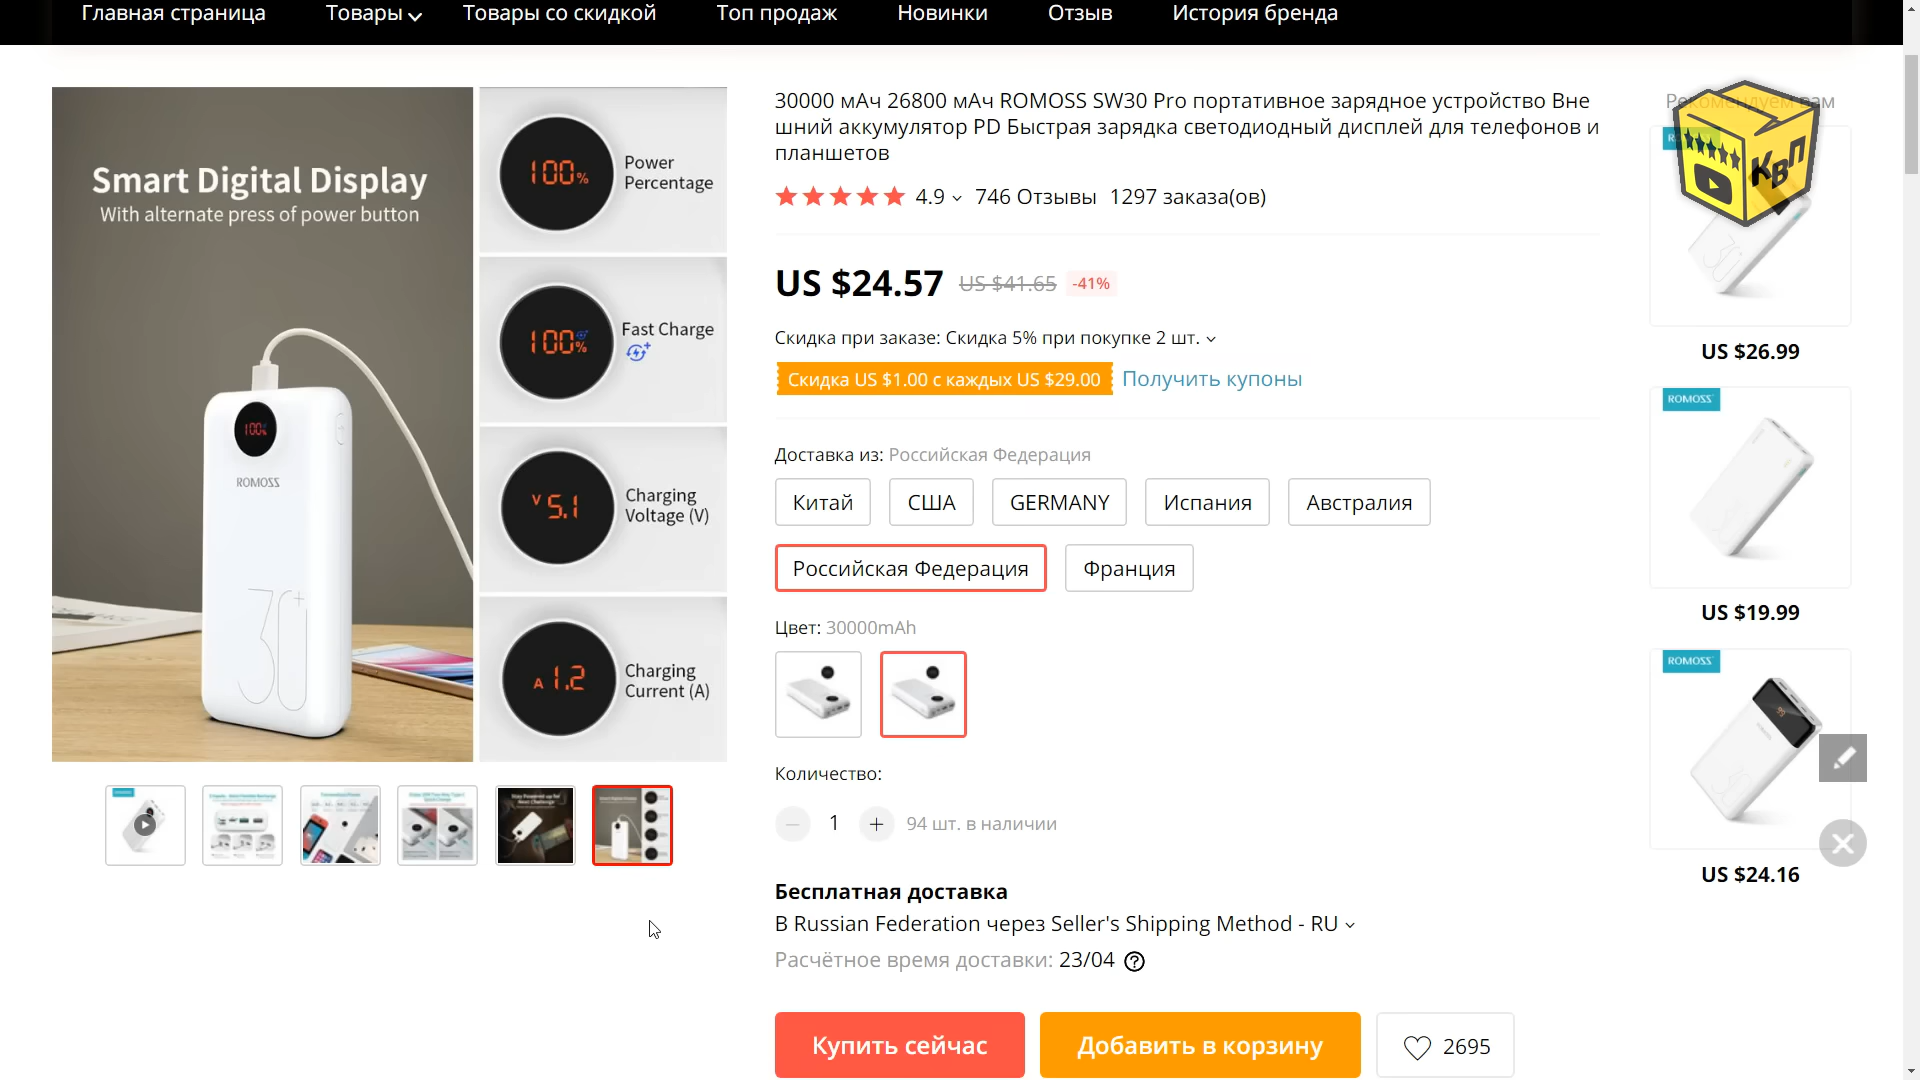 Главная страница
Товары
Товары со скидкой
Топ продаж
Новинки
Отзыв
История бренда
Smart Digital Display
With alternate press of power button
100%
ROMOSS
30+
100%
Power
Percentage
100%
Fast Charge
V 5.1
Charging
Voltage (V)
A 1.2
Charging
Current (A)
30000 мАч 26800 мАч ROMOSS SW30 Pro портативное зарядное устройство Вне
шний аккумулятор PD Быстрая зарядка светодиодный дисплей для телефонов и
планшетов
4.9
746 Отзывы
1297 заказа(ов)
US $24.57
US $41.65
-41%
Скидка при заказе: Скидка 5% при покупке 2 шт.
Скидка US $1.00 с каждых US $29.00
Получить купоны
Доставка из: Российская Федерация
Китай
США
GERMANY
Испания
Австралия
Российская Федерация
Франция
Цвет: 30000mAh
Количество:
1
94 шт. в наличии
Бесплатная доставка
В Russian Federation через Seller's Shipping Method - RU
Расчётное время доставки: 23/04
Купить сейчас
Добавить в корзину
2695
Рекомендуем вам
КВП
US $26.99
ROMOSS
US $19.99
ROMOSS
US $24.16